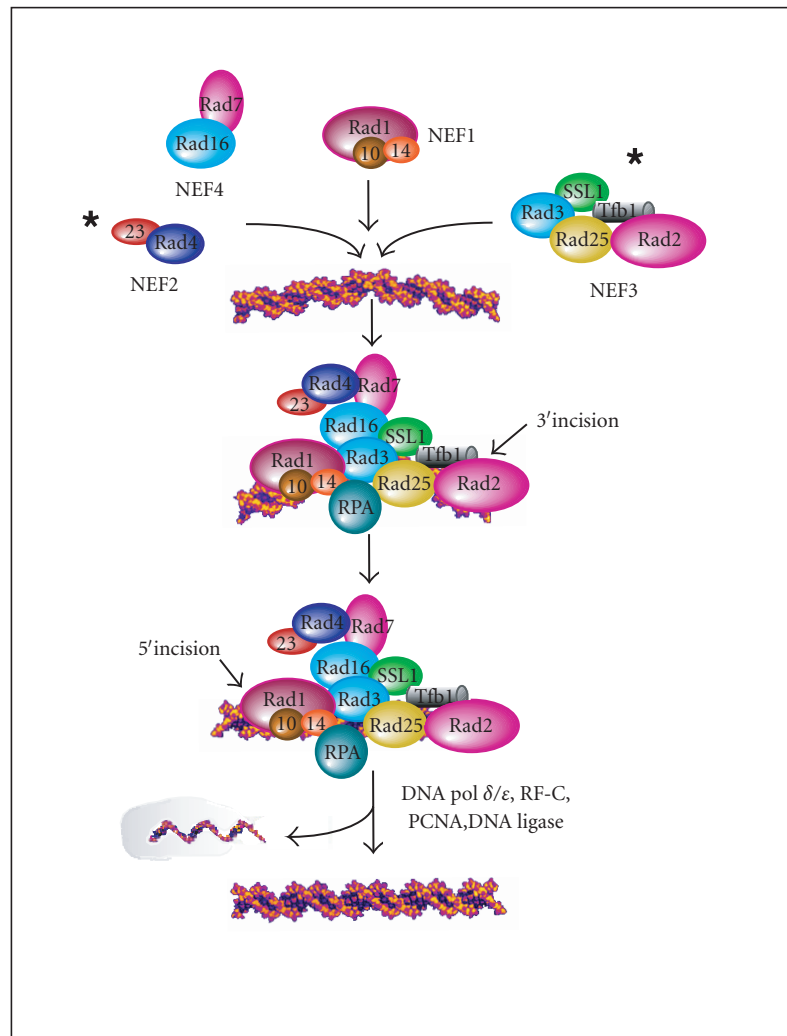 Rad7
Rad16
NEF4
Rad1
10
14
NEF1
*
SSL1
Rad3
Tfb1
Rad25
Rad2
NEF3
*
23
Rad4
NEF2
Rad4
Rad7
23
Rad16
SSL1
3′incision
Rad1
Rad3
Tfb1
10
14
Rad25
Rad2
RPA
Rad4
Rad7
23
5′incision
Rad16
SSL1
Rad1
Rad3
Tfb1
10
14
Rad25
Rad2
RPA
DNA pol δ/ε, RF-C,
PCNA,DNA ligase